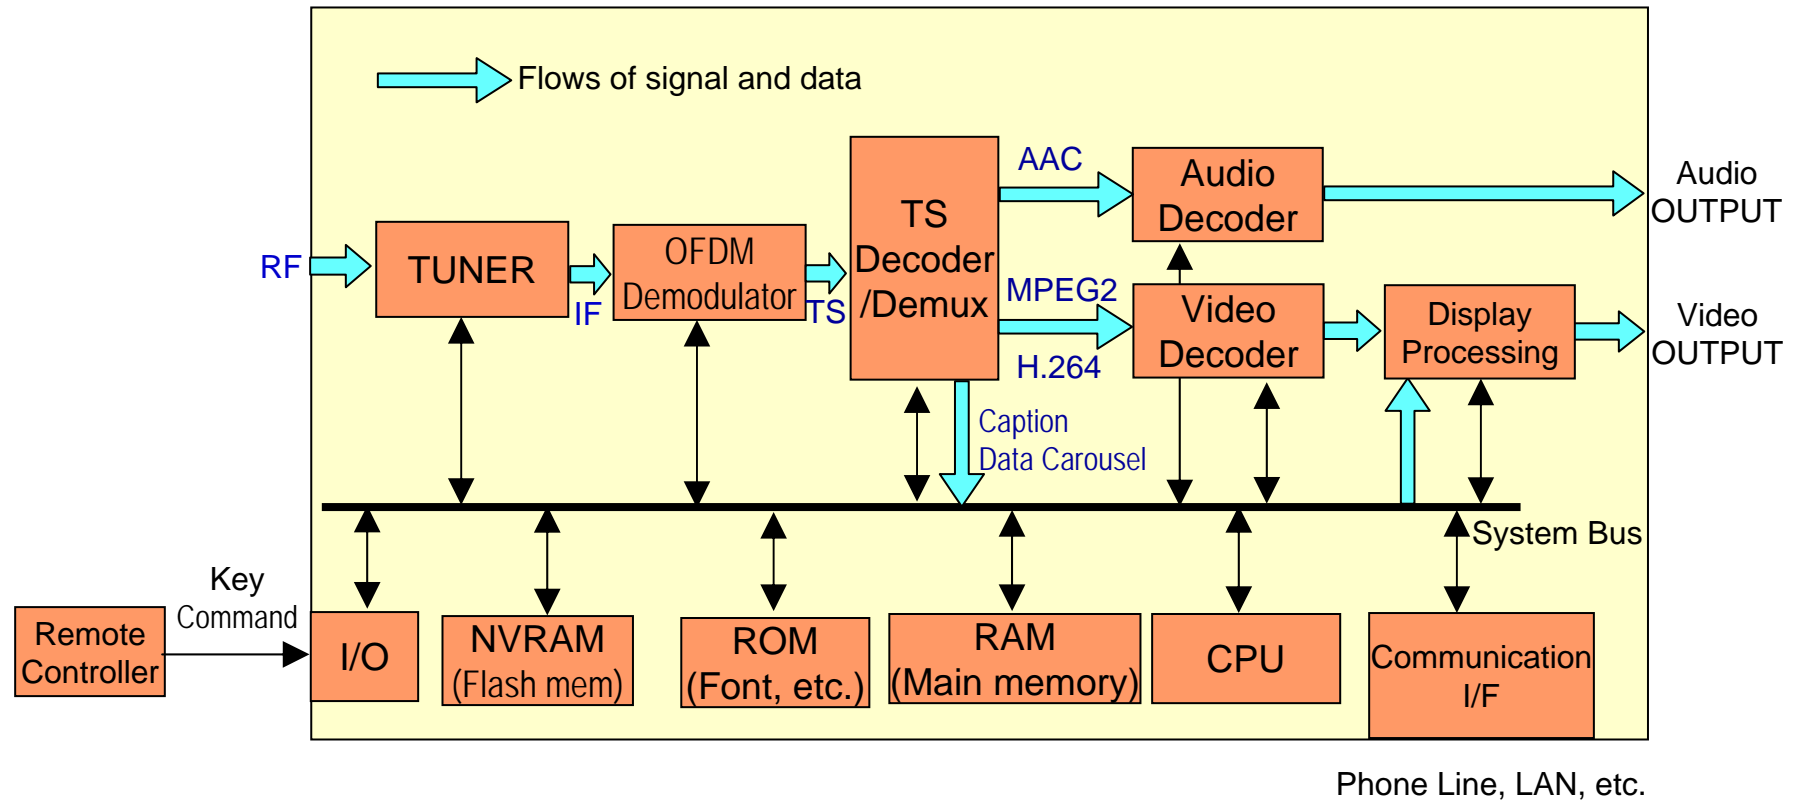 Flows of signal and data
RF
TUNER
IF
OFDM
Demodulator
TS
TS
Decoder
/Demux
AAC
MPEG2
H.264
Caption
Data Carousel
Audio
Decoder
Video
Decoder
Display
Processing
Audio
OUTPUT
Video
OUTPUT
System Bus
Key
Command
Remote
Controller
I/O
NVRAM
(Flash mem)
ROM
(Font, etc.)
RAM
(Main memory)
CPU
Communication
I/F
Phone Line, LAN, etc.